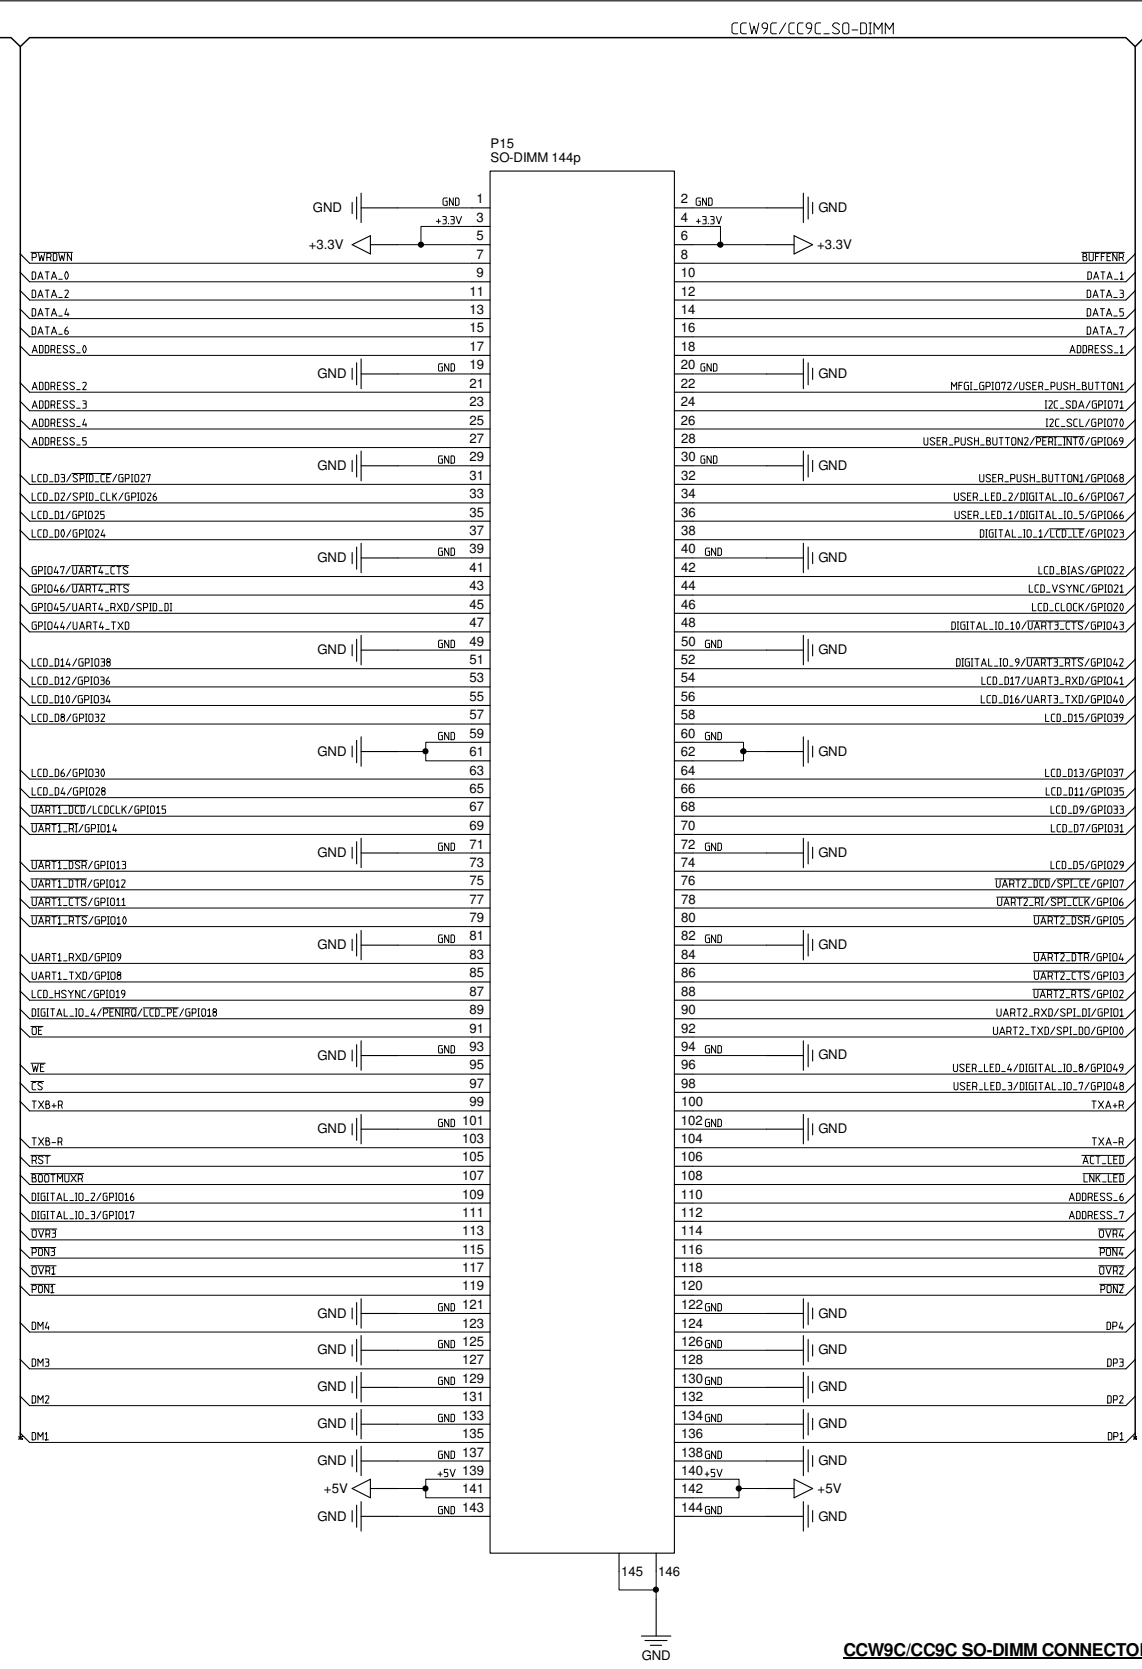 CCW9C/CC9C_SO-DIMM
P15
SO-DIMM 144p
GND GND 1 2 GND GND
+3.3V 3 4 +3.3V
+3.3V 5 6 +3.3V
PWRDWN 7 8 BUFFENR
DATA_0 9 10 DATA_1
DATA_2 11 12 DATA_3
DATA_4 13 14 DATA_5
DATA_6 15 16 DATA_7
ADDRESS_0 17 18 ADDRESS_1
GND GND 19 20 GND GND
ADDRESS_2 21 22 MFGI_GPIO72/USER_PUSH_BUTTON1
ADDRESS_3 23 24 I2C_SDA/GPIO71
ADDRESS_4 25 26 I2C_SCL/GPIO70
ADDRESS_5 27 28 USER_PUSH_BUTTON2/PERI_INT0/GPIO69
GND GND 29 30 GND GND
LCD_D3/SPID_CE/GPIO27 31 32 USER_PUSH_BUTTON1/GPIO68
LCD_D2/SPID_CLK/GPIO26 33 34 USER_LED_2/DIGITAL_IO_6/GPIO67
LCD_D1/GPIO25 35 36 USER_LED_1/DIGITAL_IO_5/GPIO66
LCD_D0/GPIO24 37 38 DIGITAL_IO_1/LCD_LE/GPIO23
GND GND 39 40 GND GND
GPIO47/UART4_CTS 41 42 LCD_BIAS/GPIO22
GPIO46/UART4_RTS 43 44 LCD_VSYNC/GPIO21
GPIO45/UART4_RXD/SPID_DI 45 46 LCD_CLOCK/GPIO20
GPIO44/UART4_TXD 47 48 DIGITAL_IO_10/UART3_CTS/GPIO43
GND GND 49 50 GND GND
LCD_D14/GPIO38 51 52 DIGITAL_IO_9/UART3_RTS/GPIO42
LCD_D12/GPIO36 53 54 LCD_D17/UART3_RXD/GPIO41
LCD_D10/GPIO34 55 56 LCD_D16/UART3_TXD/GPIO40
LCD_D8/GPIO32 57 58 LCD_D15/GPIO39
GND 59 60 GND
GND 61 62 GND
LCD_D6/GPIO30 63 64 LCD_D13/GPIO37
LCD_D4/GPIO28 65 66 LCD_D11/GPIO35
UART1_DCD/LCDCLK/GPIO15 67 68 LCD_D9/GPIO33
UART1_RI/GPIO14 69 70 LCD_D7/GPIO31
GND GND 71 72 GND GND
UART1_DSR/GPIO13 73 74 LCD_D5/GPIO29
UART1_DTR/GPIO12 75 76 UART2_DCD/SPI_CE/GPIO7
UART1_CTS/GPIO11 77 78 UART2_RI/SPI_CLK/GPIO6
UART1_RTS/GPIO10 79 80 UART2_DSR/GPIO5
GND GND 81 82 GND GND
UART1_RXD/GPIO9 83 84 UART2_DTR/GPIO4
UART1_TXD/GPIO8 85 86 UART2_CTS/GPIO3
LCD_HSYNC/GPIO19 87 88 UART2_RTS/GPIO2
DIGITAL_IO_4/PENIRQ/LCD_PE/GPIO18 89 90 UART2_RXD/SPI_DI/GPIO1
OE 91 92 UART2_TXD/SPI_DO/GPIO0
GND GND 93 94 GND GND
WE 95 96 USER_LED_4/DIGITAL_IO_8/GPIO49
CS 97 98 USER_LED_3/DIGITAL_IO_7/GPIO48
TXB+R 99 100 TXA+R
GND GND 101 102 GND GND
TXB-R 103 104 TXA-R
RST 105 106 ACT_LED
BOOTMUXR 107 108 LNK_LED
DIGITAL_IO_2/GPIO16 109 110 ADDRESS_6
DIGITAL_IO_3/GPIO17 111 112 ADDRESS_7
OVR3 113 114 OVR4
PON3 115 116 PON4
OVR1 117 118 OVR2
PON1 119 120 PON2
GND GND 121 122 GND GND
DM4 123 124 DP4
GND GND 125 126 GND GND
DM3 127 128 DP3
GND GND 129 130 GND GND
DM2 131 132 DP2
GND GND 133 134 GND GND
DM1 135 136 DP1
GND GND 137 138 GND GND
+5V 139 140 +5V
+5V 141 142 +5V
GND GND 143 144 GND GND
145 146
GND
CCW9C/CC9C SO-DIMM CONNECTO